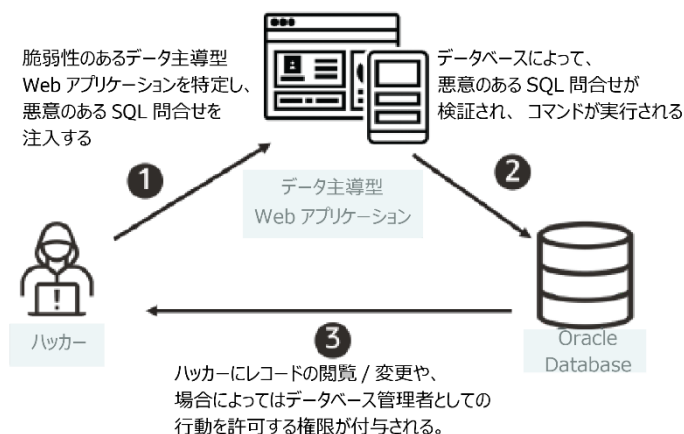 脆弱性のあるデータ主導型
Web アプリケーションを特定し、
悪意のある SQL 問合せを
注入する
データベースによって、
悪意のある SQL 問合せが
検証され、コマンドが実行される
1
2
データ主導型
Web アプリケーション
!
ハッカー
Oracle
Database
3
ハッカーにレコードの閲覧 / 変更や、
場合によってはデータベース管理者としての
行動を許可する権限が付与される。